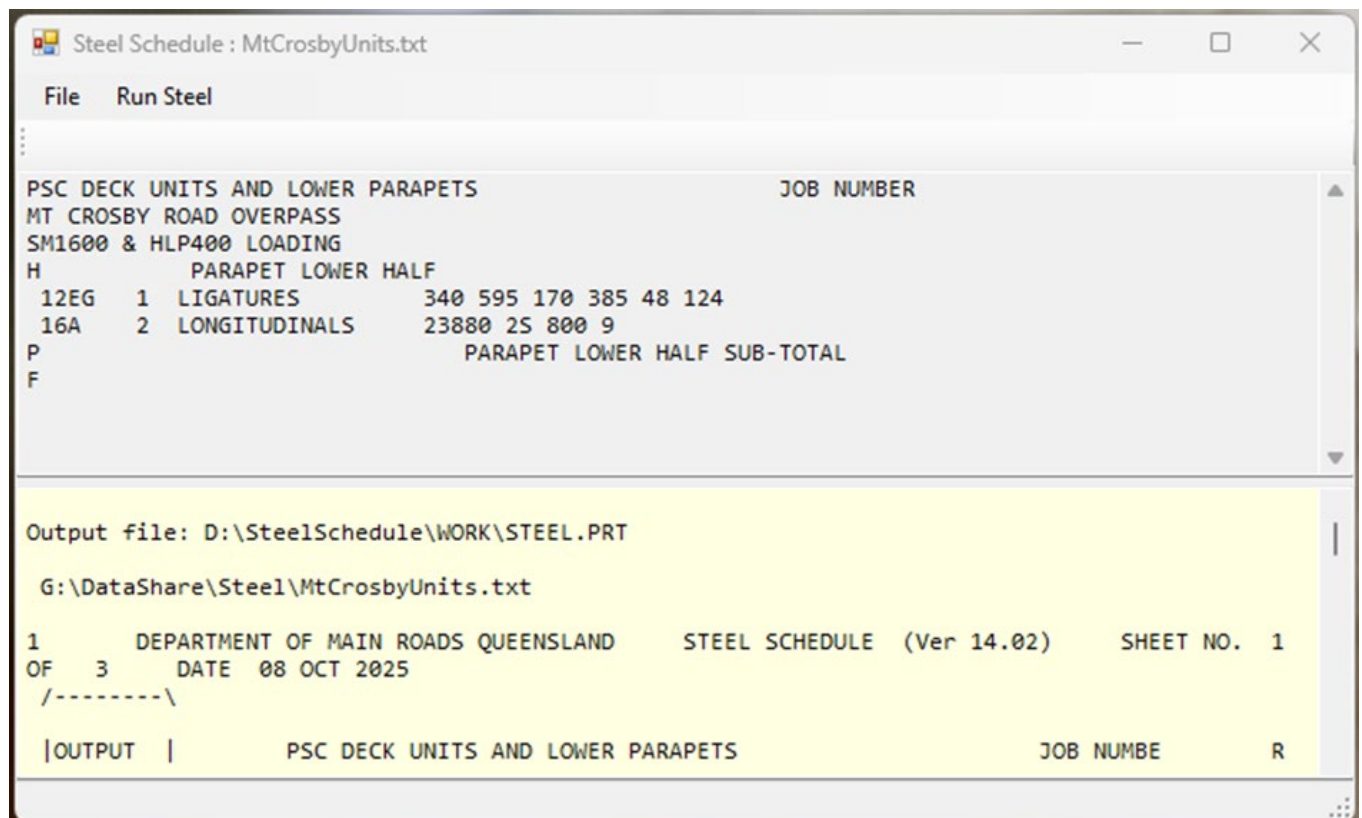 Steel Schedule : MtCrosbyUnits.txt
File Run Steel
PSC DECK UNITS AND LOWER PARAPETS JOB NUMBER
MT CROSBY ROAD OVERPASS
SM1600 & HLP400 LOADING
H PARAPET LOWER HALF
12EG 1 LIGATURES 340 595 170 385 48 124
16A 2 LONGITUDINALS 23880 2S 800 9
P PARAPET LOWER HALF SUB-TOTAL
F
Output file: D:\SteelSchedule\WORK\STEEL.PRT
G:\DataShare\Steel\MtCrosbyUnits.txt
1 DEPARTMENT OF MAIN ROADS QUEENSLAND STEEL SCHEDULE (Ver 14.02) SHEET NO. 1
OF 3 DATE 08 OCT 2025
/--------\
|OUTPUT | PSC DECK UNITS AND LOWER PARAPETS JOB NUMBE R